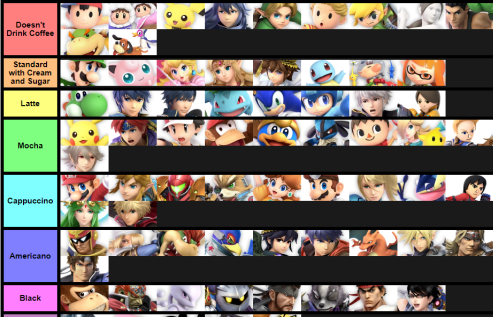 Doesn't
Drink Coffee
Standard
with Cream
and Sugar
Latte
Mocha
Cappuccino
Americano
Black